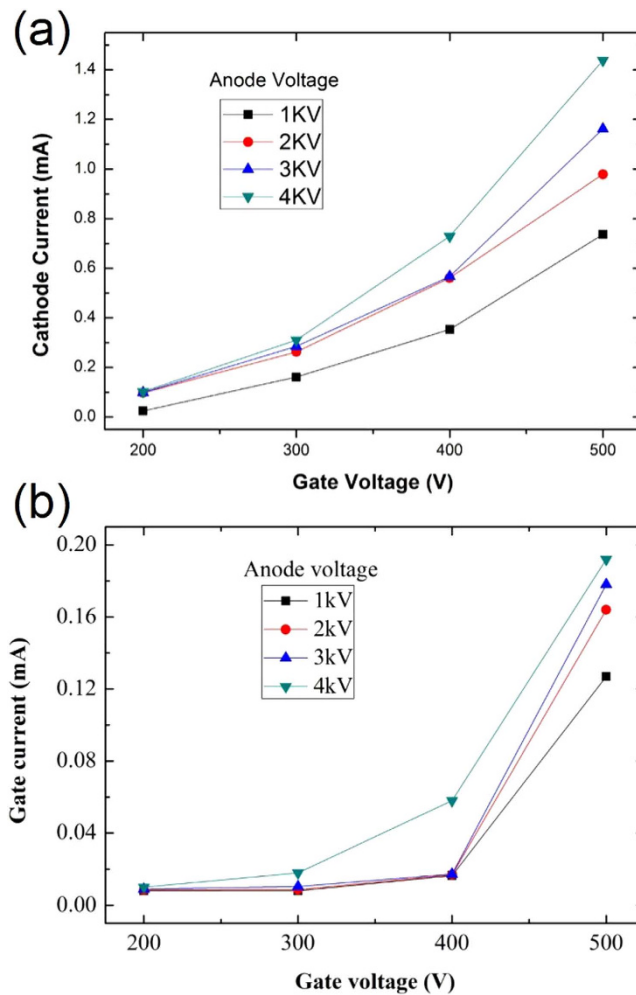 (a)
1.4
1.2
1.0
0.8
0.6
0.4
0.2
0.0
Cathode Current (mA)
Anode Voltage
1KV
2KV
3KV
4KV
200 300 400 500
Gate Voltage (V)
(b)
0.20
0.16
0.12
0.08
0.04
0.00
Gate current (mA)
Anode voltage
1kV
2kV
3kV
4kV
200 300 400 500
Gate voltage (V)